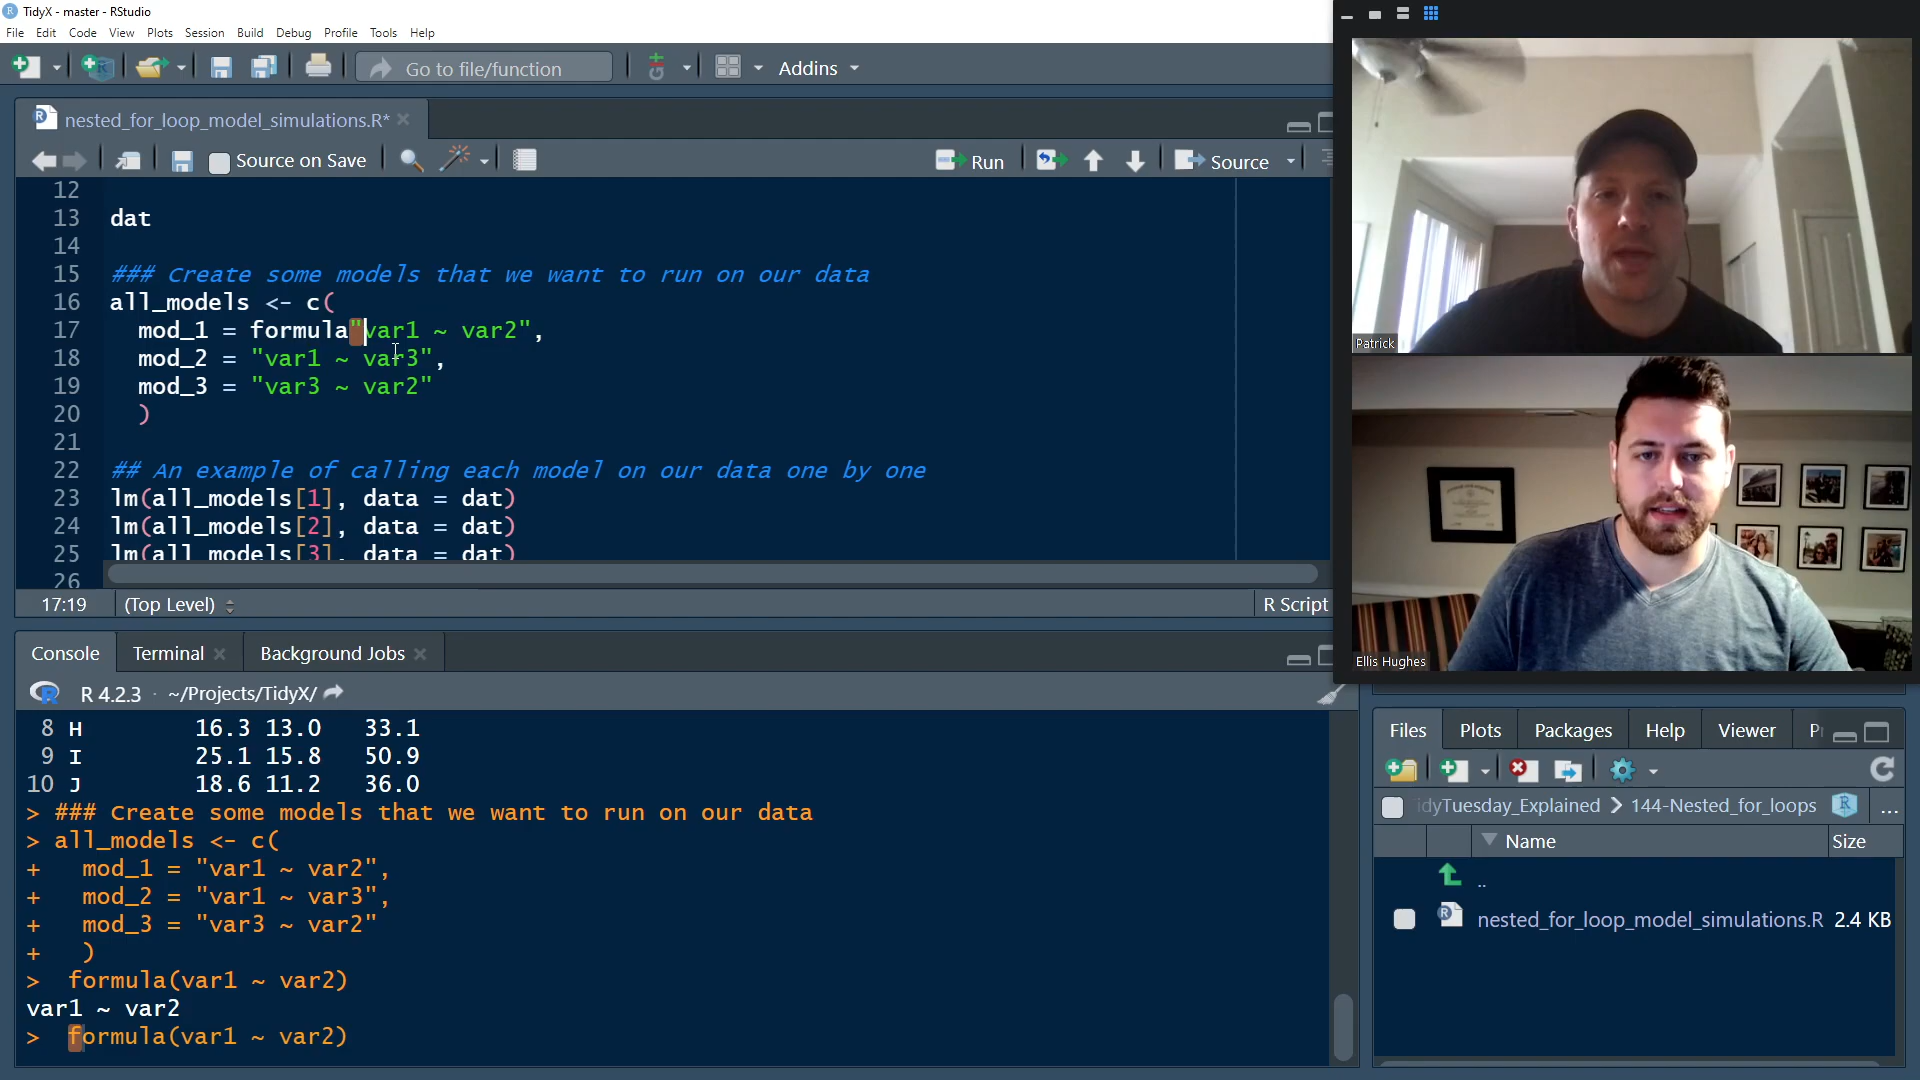 TidyX - master - RStudio
File Edit Code View Plots Session Build Debug Profile Tools Help
Go to file/function
Addins
nested_for_loop_model_simulations.R*
Source on Save
Run
Source
12
13 dat
14
15 ### Create some models that we want to run on our data
16 all_models <- c(
17 mod_1 = formula"var1 ~ var2",
18 mod_2 = "var1 ~ var3",
19 mod_3 = "var3 ~ var2"
20 )
21
22 ## An example of calling each model on our data one by one
23 lm(all_models[1], data = dat)
24 lm(all_models[2], data = dat)
25 lm(all_models[3], data = dat)
26
17:19 (Top Level) R Script
Console Terminal Background Jobs
R 4.2.3 · ~/Projects/TidyX/
8 H 16.3 13.0 33.1
9 I 25.1 15.8 50.9
10 J 18.6 11.2 36.0
> ### Create some models that we want to run on our data
> all_models <- c(
+ mod_1 = "var1 ~ var2",
+ mod_2 = "var1 ~ var3",
+ mod_3 = "var3 ~ var2"
+ )
> formula(var1 ~ var2)
var1 ~ var2
> formula(var1 ~ var2)
Patrick
Ellis Hughes
Files Plots Packages Help Viewer
idyTuesday_Explained 144-Nested_for_loops ...
Name Size
..
nested_for_loop_model_simulations.R 2.4 KB